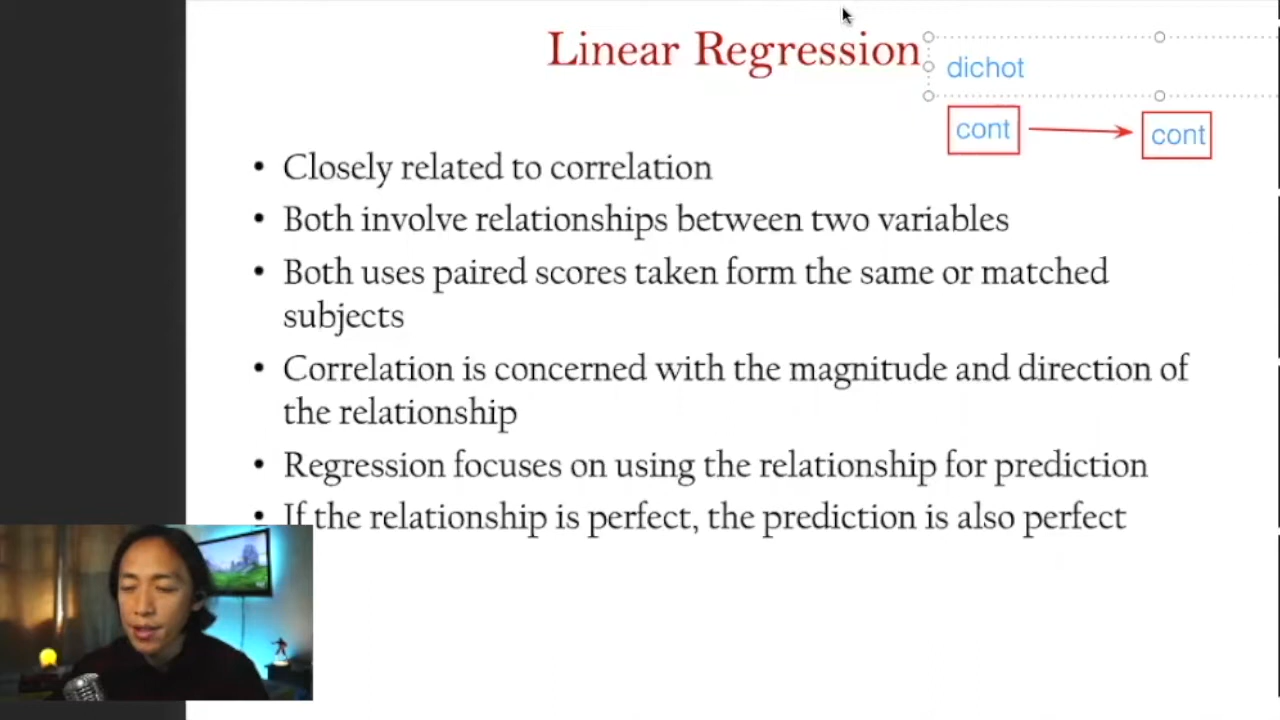 Linear Regression
dichot
cont
cont
• Closely related to correlation
• Both involve relationships between two variables
• Both uses paired scores taken form the same or matched
subjects
• Correlation is concerned with the magnitude and direction of
the relationship
• Regression focuses on using the relationship for prediction
• If the relationship is perfect, the prediction is also perfect